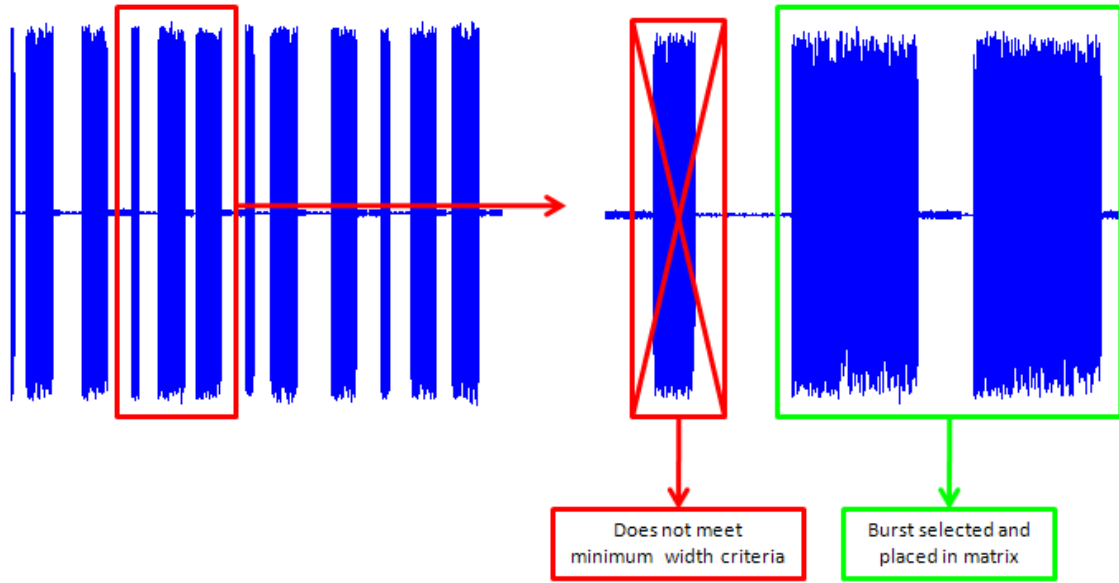 Does not meet
minimum width criteria
Burst selected and
placed in matrix